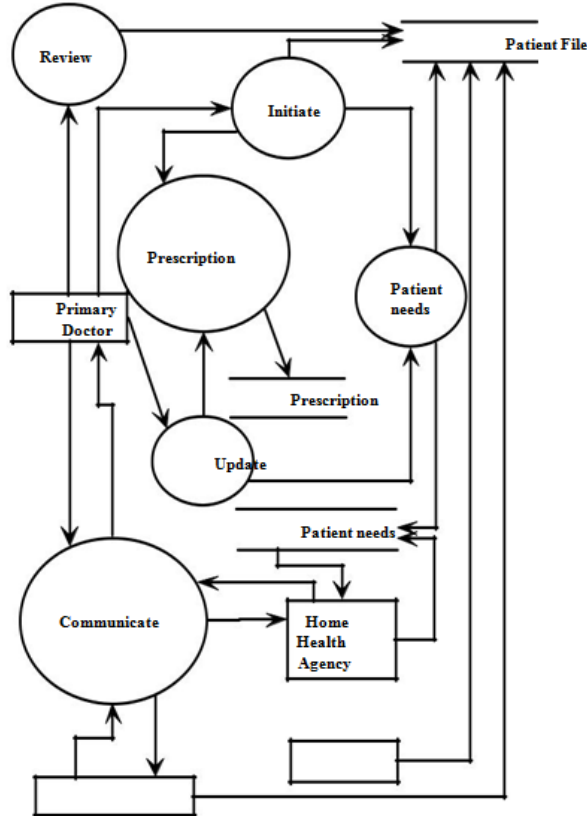 Patient File
Review
Initiate
Prescription
Patient
needs
Primary
Doctor
Prescription
Update
Patient needs
Communicate
Home
Health
Agency